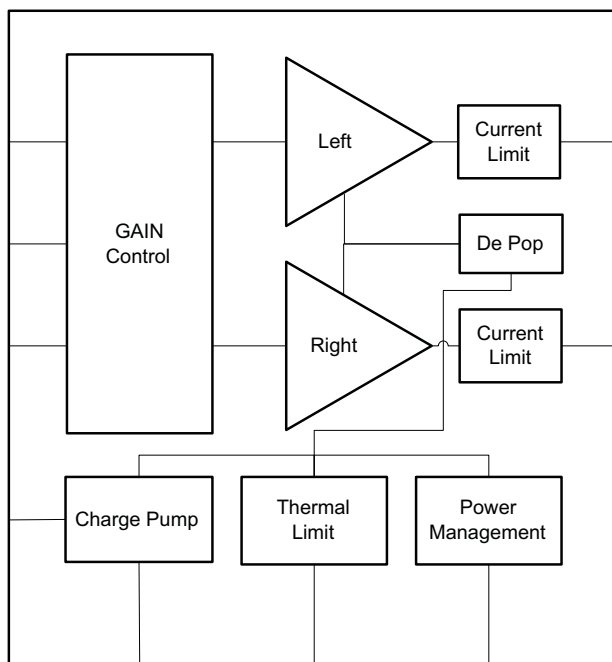 GAIN
Control
Left
Current
Limit
De Pop
Right
Current
Limit
Charge Pump
Thermal
Limit
Power
Management